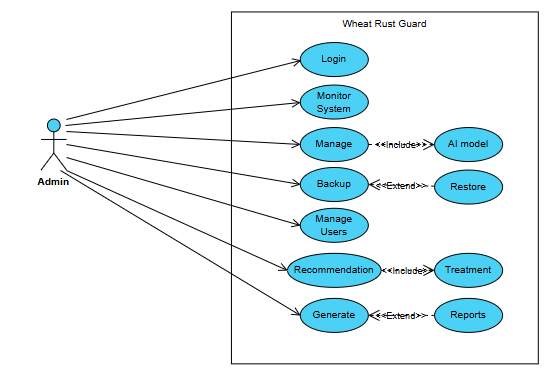 Wheat Rust Guard
Login
Monitor
System
Manage
<<Include>>
AI model
Admin
Backup
<<Extend>>
Restore
Manage
Users
Recommendation
<<Include>>
Treatment
Generate
<<Extend>>
Reports